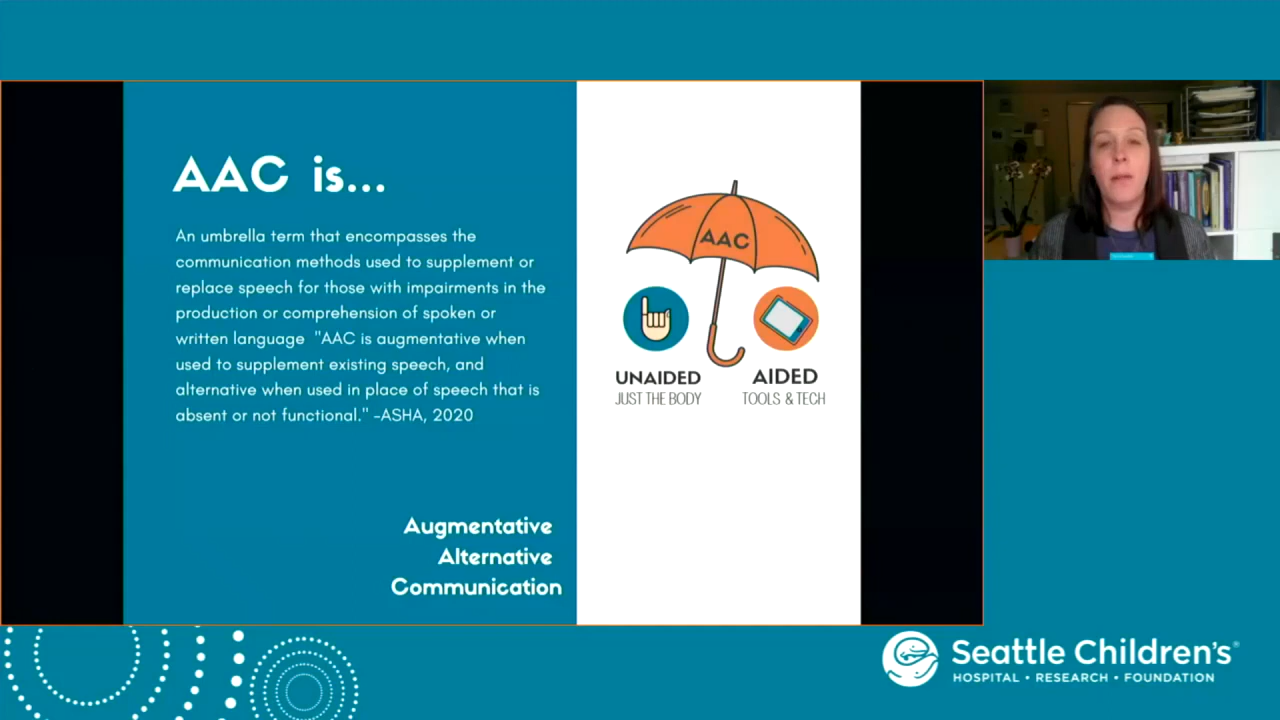 AAC is...
An umbrella term that encompasses the
communication methods used to supplement or
replace speech for those with impairments in the
production or comprehension of spoken or
written language "AAC is augmentative when
used to supplement existing speech, and
alternative when used in place of speech that is
absent or not functional." -ASHA, 2020
Augmentative
Alternative
Communication
AAC
UNAIDED
JUST THE BODY
AIDED
TOOLS & TECH
Seattle Children's®
HOSPITAL • RESEARCH • FOUNDATION